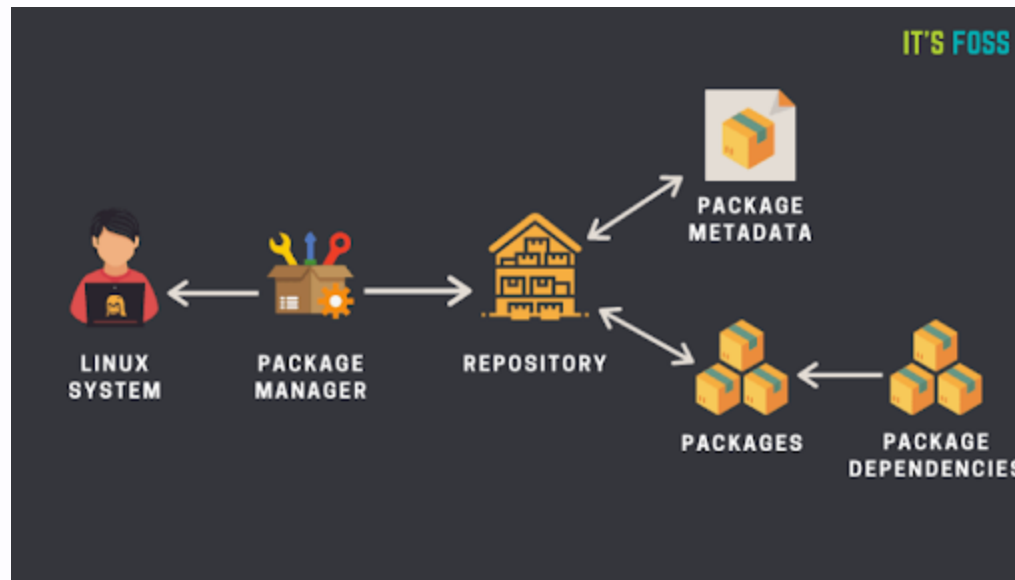 IT'S FOSS
PACKAGE
METADATA
LINUX
SYSTEM
PACKAGE
MANAGER
REPOSITORY
PACKAGES
PACKAGE
DEPENDENCIES